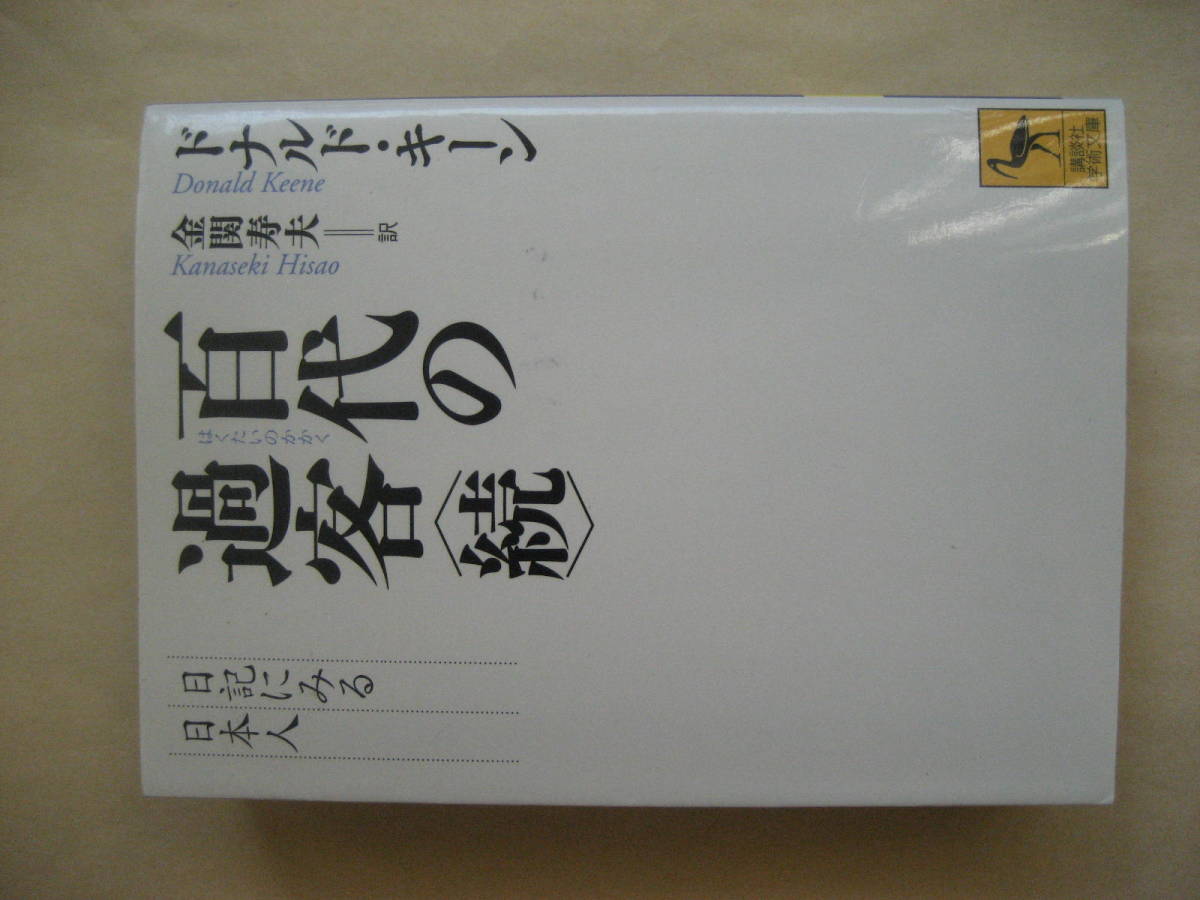 ドナルド・キーン
Donald Keene
金関寿夫=訳
Kanaseki Hisao
百代の
はくたいのかかく
過客
〈続〉
日記にみる
日本人
講談社
学術文庫